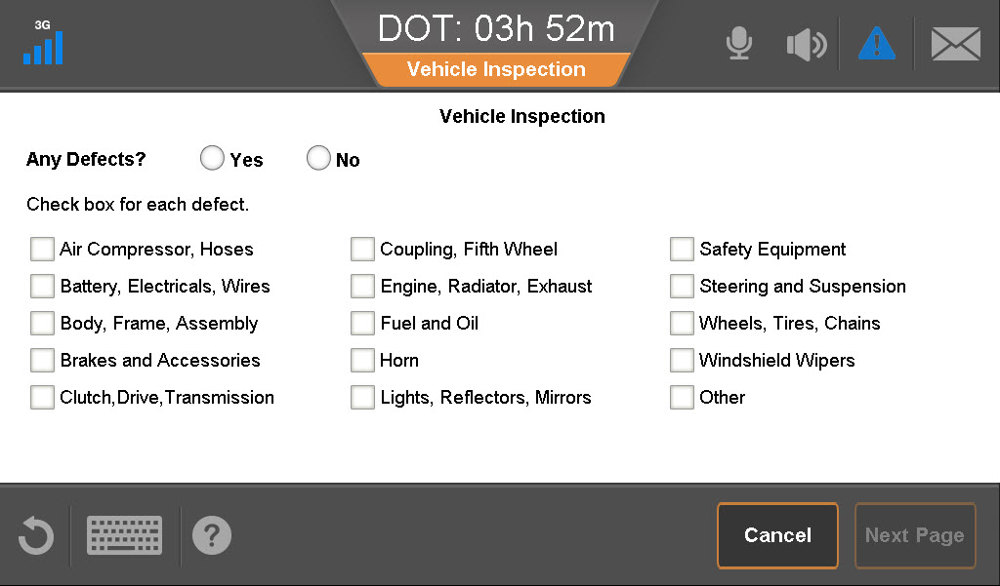 3G
DOT: 03h 52m
Vehicle Inspection
Vehicle Inspection
Any Defects? Yes No
Check box for each defect.
Air Compressor, Hoses Coupling, Fifth Wheel Safety Equipment
Battery, Electricals, Wires Engine, Radiator, Exhaust Steering and Suspension
Body, Frame, Assembly Fuel and Oil Wheels, Tires, Chains
Brakes and Accessories Horn Windshield Wipers
Clutch,Drive,Transmission Lights, Reflectors, Mirrors Other
? Cancel Next Page